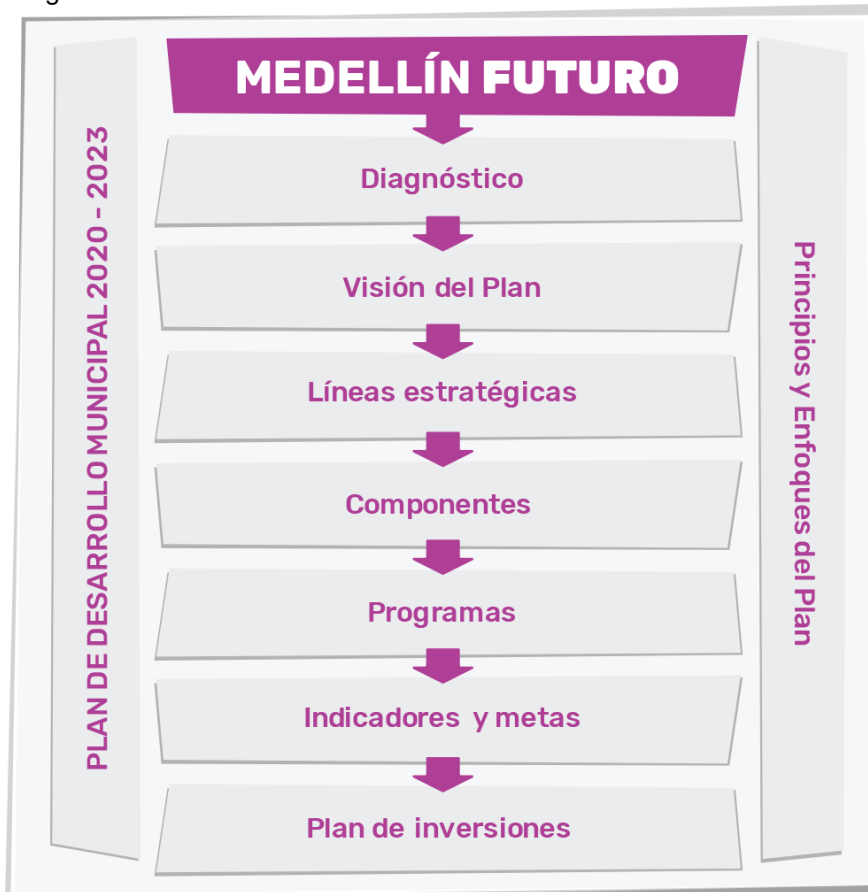 MEDELLÍN FUTURO
PLAN DE DESARROLLO MUNICIPAL 2020 - 2023
Diagnóstico
Visión del Plan
Líneas estratégicas
Componentes
Programas
Indicadores y metas
Plan de inversiones
Principios y Enfoques del Plan